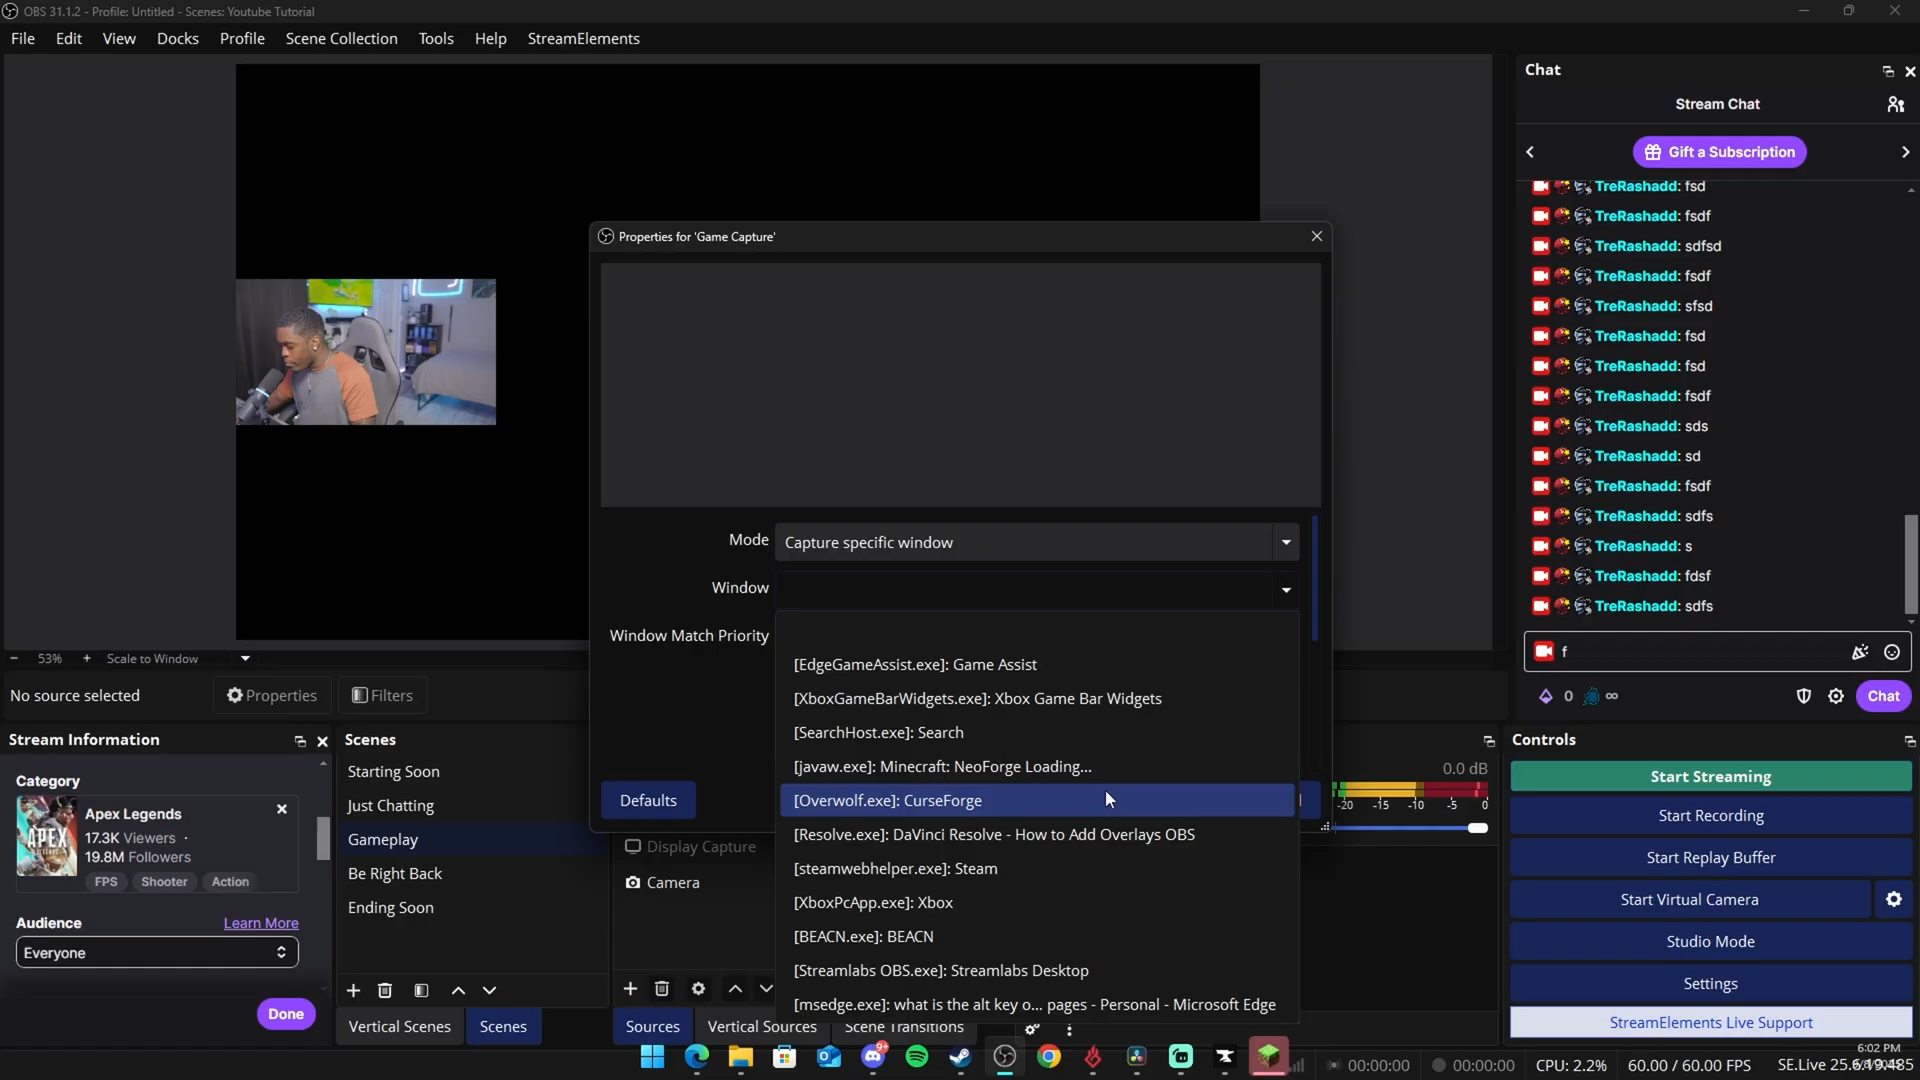 OBS 31.1.2 - Profile: Untitled - Scenes: Youtube Tutorial
File Edit View Docks Profile Scene Collection Tools Help StreamElements
Chat
Stream Chat
Gift a Subscription
TreRashadd: fsd
TreRashadd: fsdf
TreRashadd: sdfsd
TreRashadd: fsdf
TreRashadd: sfsd
TreRashadd: fsd
TreRashadd: fsd
TreRashadd: fsdf
TreRashadd: sds
TreRashadd: sd
TreRashadd: fsdf
TreRashadd: sdfs
TreRashadd: s
TreRashadd: fdsf
TreRashadd: sdfs
f
0 ∞ Chat
Properties for 'Game Capture'
Mode Capture specific window
Window
Window Match Priority
[EdgeGameAssist.exe]: Game Assist
[XboxGameBarWidgets.exe]: Xbox Game Bar Widgets
[SearchHost.exe]: Search
[javaw.exe]: Minecraft: NeoForge Loading...
[Overwolf.exe]: CurseForge
[Resolve.exe]: DaVinci Resolve - How to Add Overlays OBS
[steamwebhelper.exe]: Steam
[XboxPcApp.exe]: Xbox
[BEACN.exe]: BEACN
[Streamlabs OBS.exe]: Streamlabs Desktop
[msedge.exe]: what is the alt key o... pages - Personal - Microsoft Edge
Defaults
- 53% + Scale to Window
No source selected Properties Filters
Stream Information
Category
APEX
Apex Legends
17.3K Viewers ·
19.8M Followers
FPS Shooter Action
Audience Learn More
Everyone
Done
Scenes
Starting Soon
Just Chatting
Gameplay
Be Right Back
Ending Soon
Vertical Scenes Scenes
Display Capture
Camera
Sources Vertical Sources Scene Transitions
0.0 dB
-20 -15 -10 -5 0
Controls
Start Streaming
Start Recording
Start Replay Buffer
Start Virtual Camera
Studio Mode
Settings
StreamElements Live Support
9+
00:00:00 00:00:00 CPU: 2.2% 60.00 / 60.00 FPS
6:02 PM